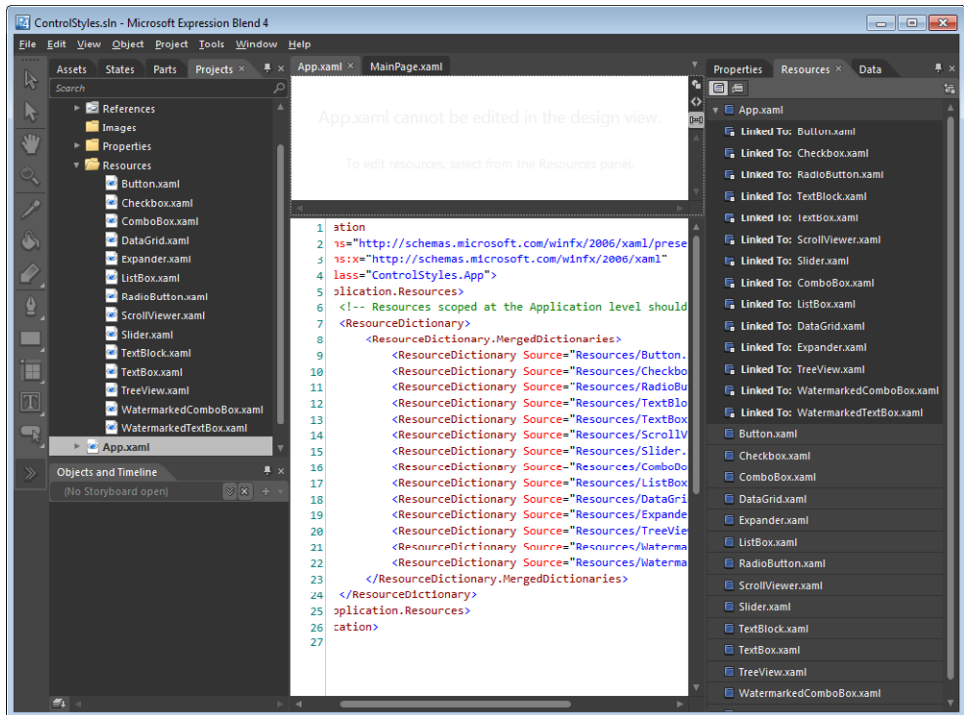 ControlStyles.sln - Microsoft Expression Blend 4
File Edit View Object Project Tools Window Help
Assets States Parts Projects ×
Search
References
Images
Properties
Resources
Button.xaml
Checkbox.xaml
ComboBox.xaml
DataGrid.xaml
Expander.xaml
ListBox.xaml
RadioButton.xaml
ScrollViewer.xaml
Slider.xaml
TextBlock.xaml
TextBox.xaml
TreeView.xaml
WatermarkedComboBox.xaml
WatermarkedTextBox.xaml
App.xaml
Objects and Timeline
(No Storyboard open)
App.xaml × MainPage.xaml
App.xaml cannot be edited in the design view.
To edit resources, select from the Resources panel.
1 ation
2 ns="http://schemas.microsoft.com/winfx/2006/xaml/prese
3 ns:x="http://schemas.microsoft.com/winfx/2006/xaml"
4 lass="ControlStyles.App">
5 plication.Resources>
6 <!-- Resources scoped at the Application level should
7 <ResourceDictionary>
8 <ResourceDictionary.MergedDictionaries>
9 <ResourceDictionary Source="Resources/Button.
10 <ResourceDictionary Source="Resources/Checkbo
11 <ResourceDictionary Source="Resources/RadioBu
12 <ResourceDictionary Source="Resources/TextBlo
13 <ResourceDictionary Source="Resources/TextBox
14 <ResourceDictionary Source="Resources/ScrollV
15 <ResourceDictionary Source="Resources/Slider.
16 <ResourceDictionary Source="Resources/ComboBo
17 <ResourceDictionary Source="Resources/ListBox
18 <ResourceDictionary Source="Resources/DataGri
19 <ResourceDictionary Source="Resources/Expande
20 <ResourceDictionary Source="Resources/TreeVie
21 <ResourceDictionary Source="Resources/Waterma
22 <ResourceDictionary Source="Resources/Waterma
23 </ResourceDictionary.MergedDictionaries>
24 </ResourceDictionary>
25 pplication.Resources>
26 cation>
27
Properties Resources × Data
App.xaml
Linked To: Button.xaml
Linked To: Checkbox.xaml
Linked To: RadioButton.xaml
Linked To: TextBlock.xaml
Linked To: TextBox.xaml
Linked To: ScrollViewer.xaml
Linked To: Slider.xaml
Linked To: ComboBox.xaml
Linked To: ListBox.xaml
Linked To: DataGrid.xaml
Linked To: Expander.xaml
Linked To: TreeView.xaml
Linked To: WatermarkedComboBox.xaml
Linked To: WatermarkedTextBox.xaml
Button.xaml
Checkbox.xaml
ComboBox.xaml
DataGrid.xaml
Expander.xaml
ListBox.xaml
RadioButton.xaml
ScrollViewer.xaml
Slider.xaml
TextBlock.xaml
TextBox.xaml
TreeView.xaml
WatermarkedComboBox.xaml